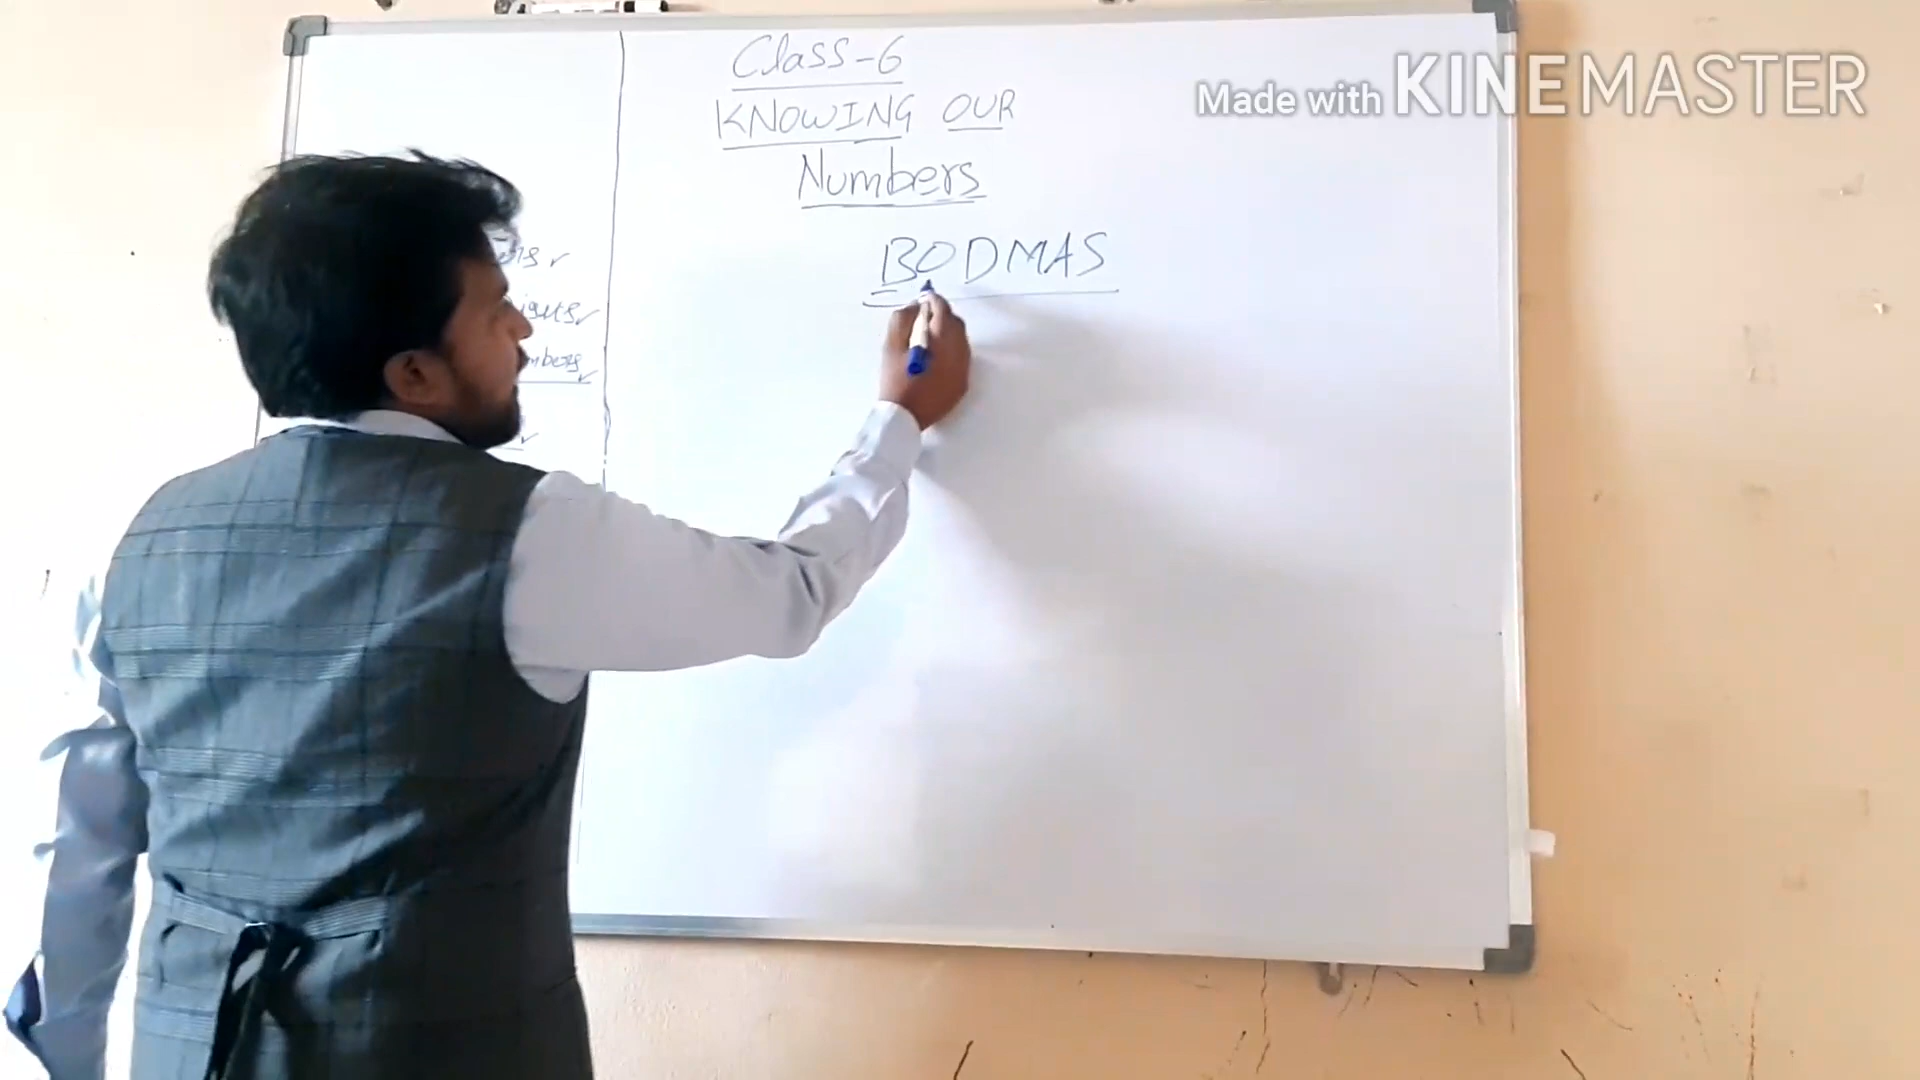 Class-6
KNOWING OUR
Numbers
BODMAS
Made with KINEMASTER